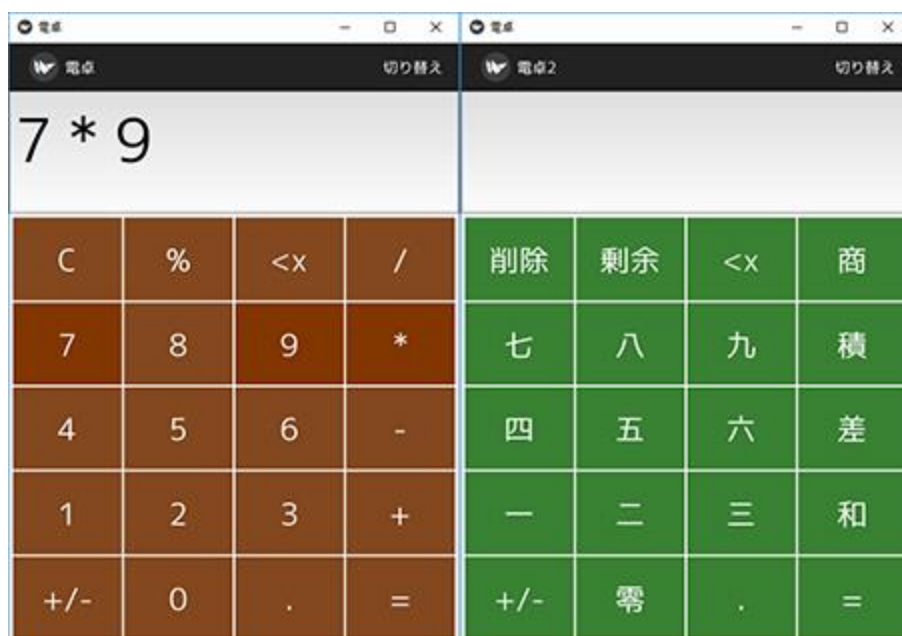 電卓
電卓
切り替え
7 * 9
C % <x /
7 8 9 *
4 5 6 -
1 2 3 +
+/- 0 . =
電卓
電卓2
切り替え
削除 剰余 <x 商
七 八 九 積
四 五 六 差
一 二 三 和
+/- 零 . =